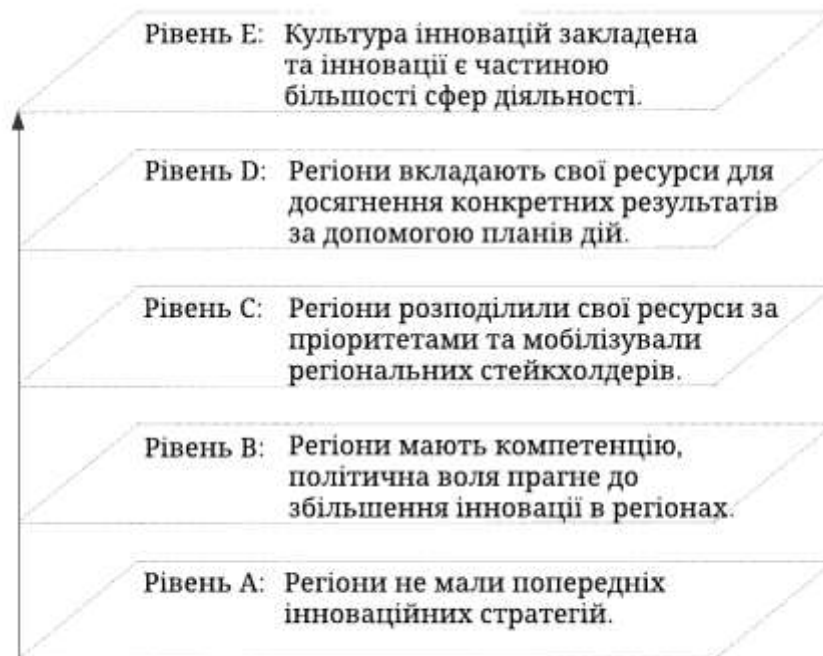 Рівень E: Культура інновацій закладена
та інновації є частиною
більшості сфер діяльності.
Рівень D: Регіони вкладають свої ресурси для
досягнення конкретних результатів
за допомогою планів дій.
Рівень C: Регіони розподілили свої ресурси за
пріоритетами та мобілізували
регіональних стейкхолдерів.
Рівень B: Регіони мають компетенцію,
політична воля прагне до
збільшення інновації в регіонах.
Рівень A: Регіони не мали попередніх
інноваційних стратегій.